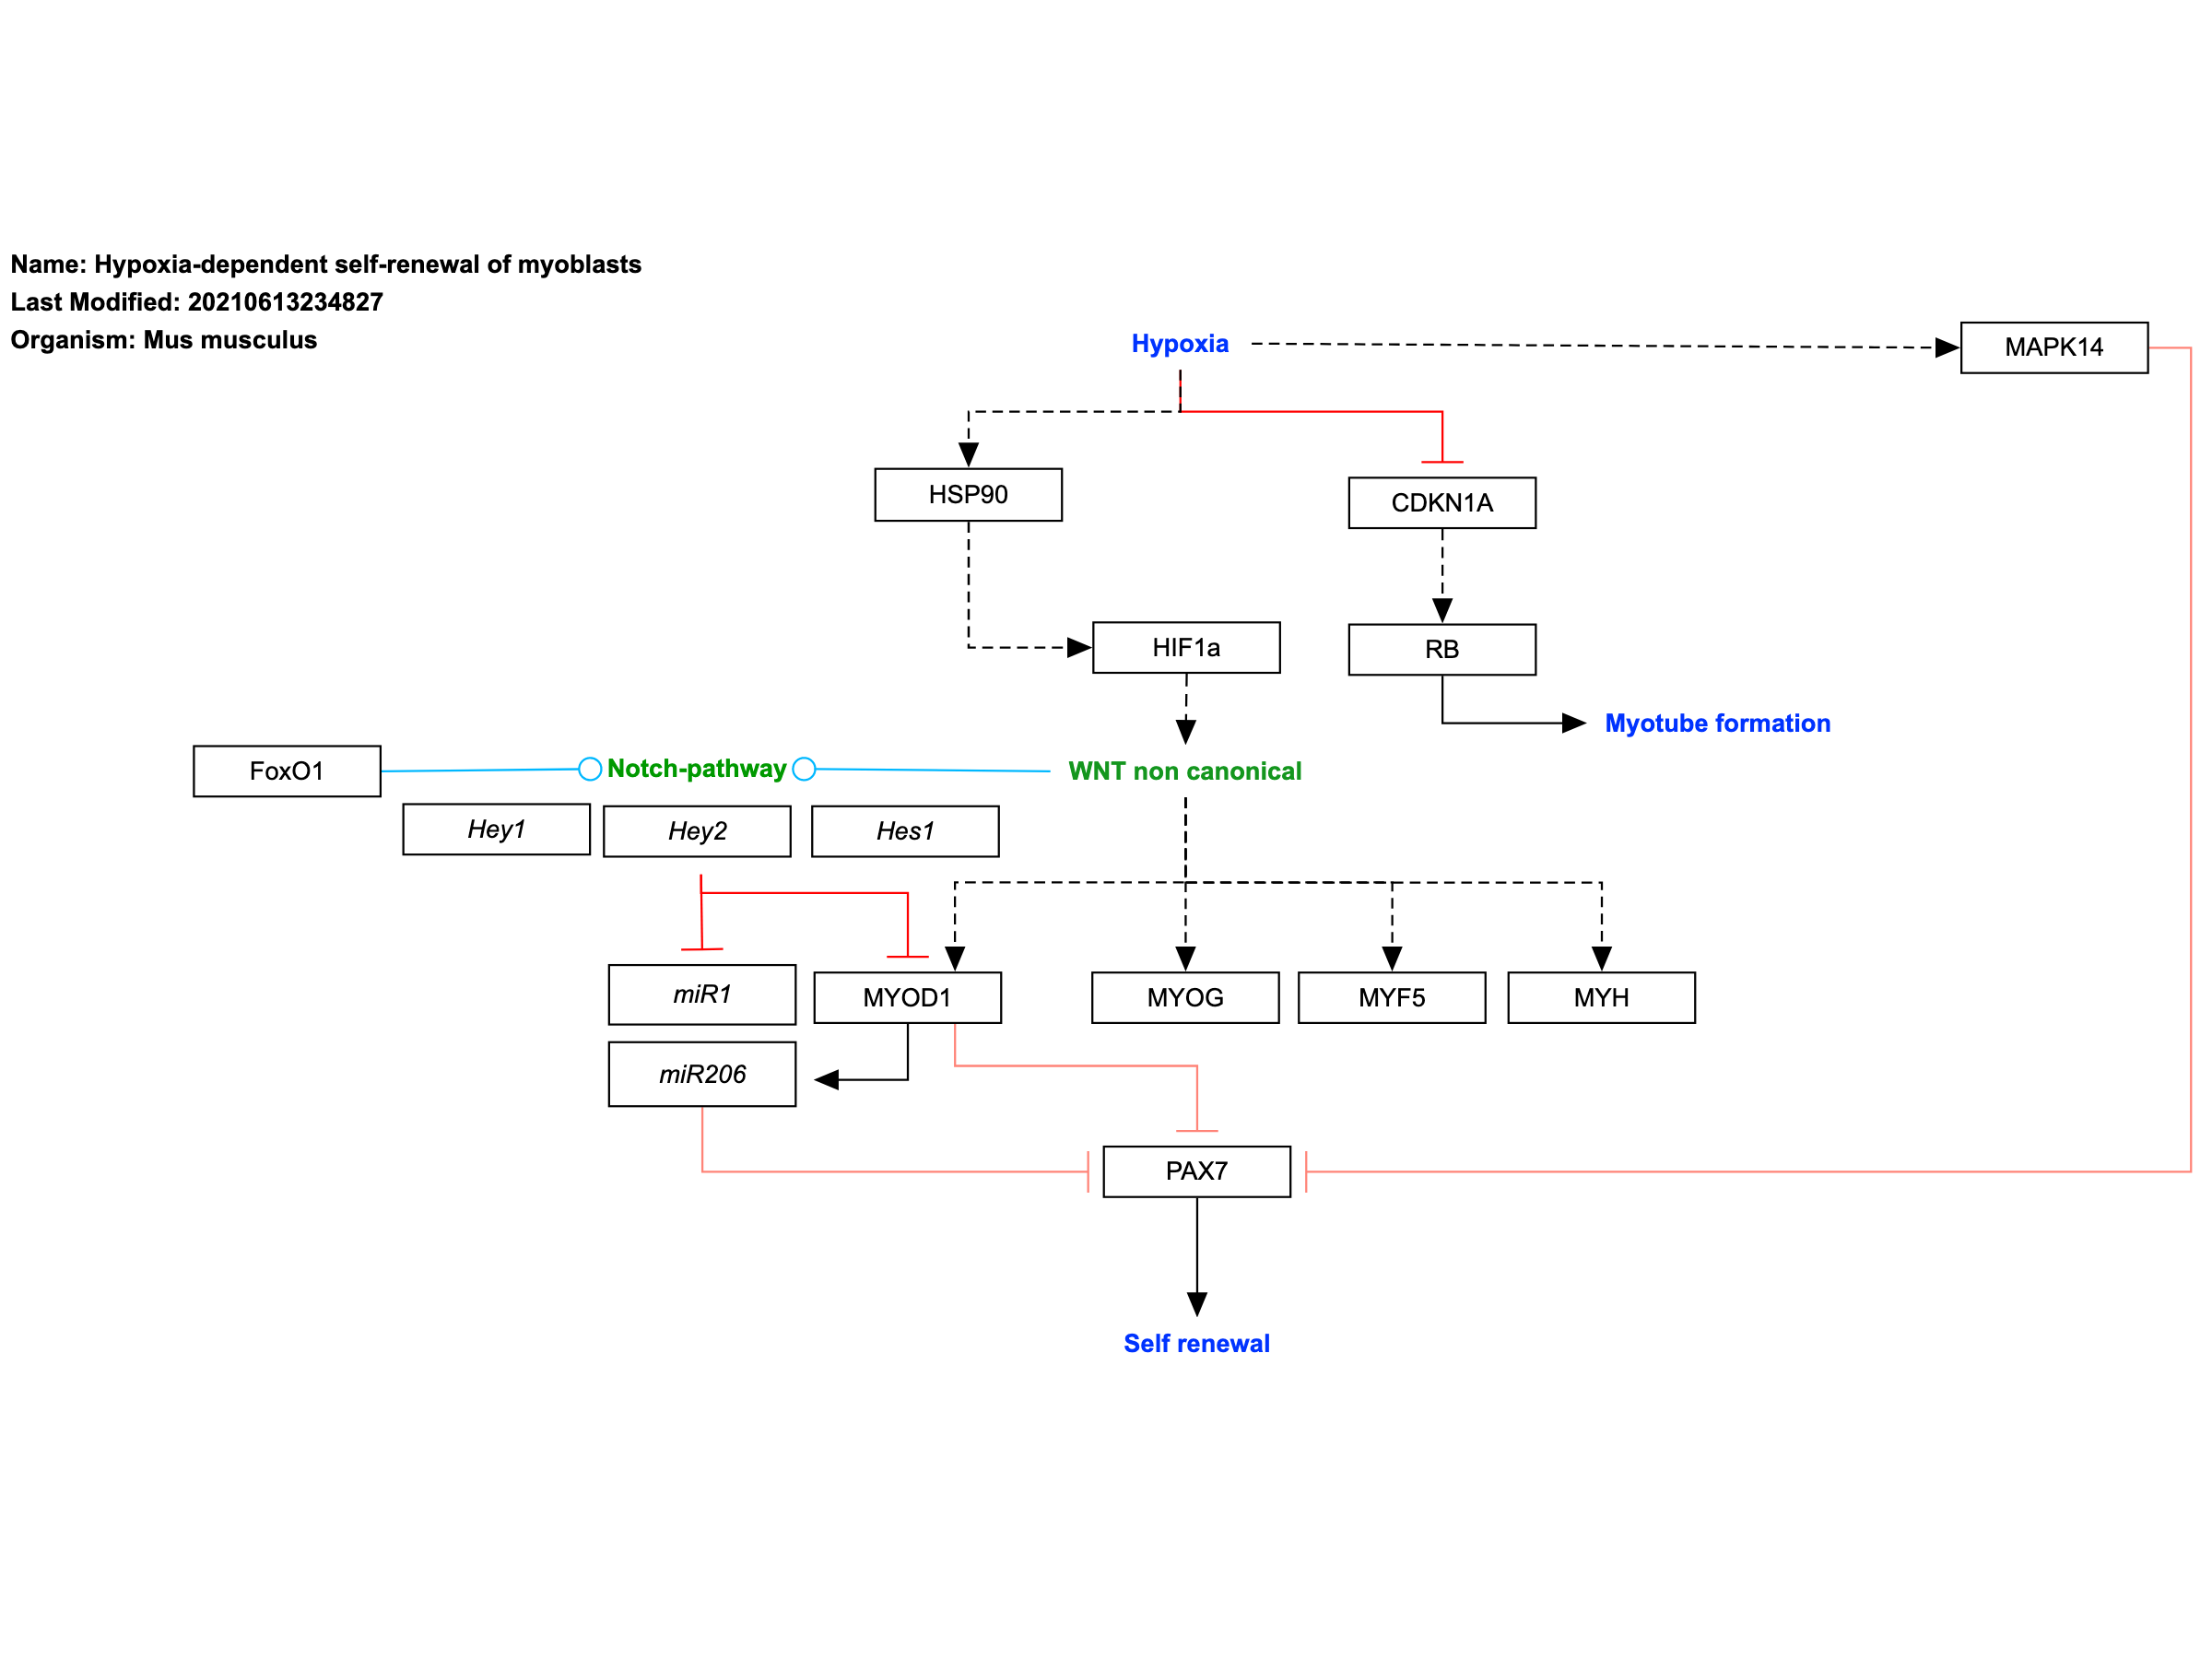 Name: Hypoxia-dependent self-renewal of myoblasts
Last Modified: 20210613234827
Organism: Mus musculus
Hypoxia
MAPK14
HSP90
CDKN1A
HIF1a
RB
Myotube formation
FoxO1
Notch-pathway
WNT non canonical
Hey1
Hey2
Hes1
miR1
MYOD1
MYOG
MYF5
MYH
miR206
PAX7
Self renewal